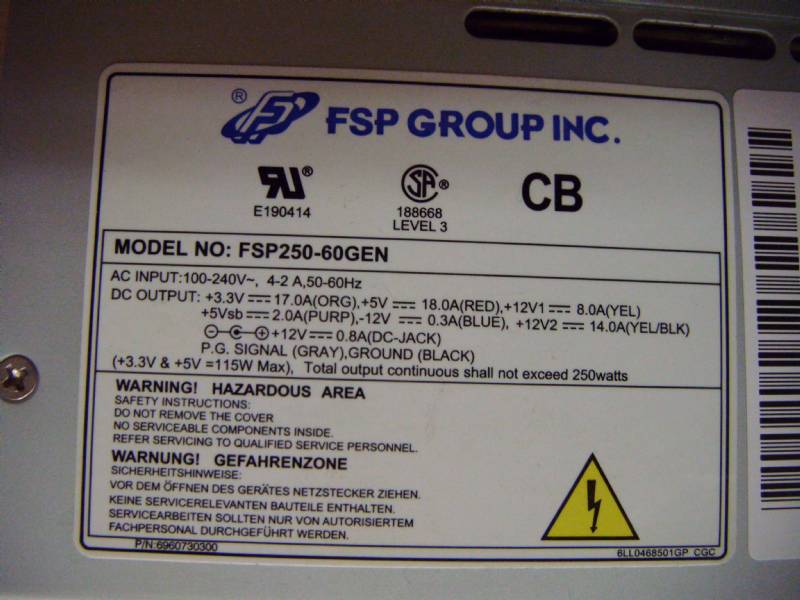 ® FSP GROUP INC.
RU® SA® CB
E190414 188668
LEVEL 3
MODEL NO: FSP250-60GEN
AC INPUT:100-240V~, 4-2 A,50-60Hz
DC OUTPUT: +3.3V ⎓ 17.0A(ORG),+5V ⎓ 18.0A(RED),+12V1 ⎓ 8.0A(YEL)
+5Vsb ⎓ 2.0A(PURP),-12V ⎓ 0.3A(BLUE), +12V2 ⎓ 14.0A(YEL/BLK)
+12V ⎓ 0.8A(DC-JACK)
P.G. SIGNAL (GRAY),GROUND (BLACK)
(+3.3V & +5V =115W Max), Total output continuous shall not exceed 250watts
WARNING! HAZARDOUS AREA
SAFETY INSTRUCTIONS:
DO NOT REMOVE THE COVER
NO SERVICEABLE COMPONENTS INSIDE.
REFER SERVICING TO QUALIFIED SERVICE PERSONNEL.
WARNUNG! GEFAHRENZONE
SICHERHEITSHINWEISE:
VOR DEM ÖFFNEN DES GERÄTES NETZSTECKER ZIEHEN.
KEINE SERVICERELEVANTEN BAUTEILE ENTHALTEN.
SERVICEARBEITEN SOLLTEN NUR VON AUTORISIERTEM
FACHPERSONAL DURCHGEFÜHRT WERDEN.
P/N:6960730300 6LL0468501GP CGC